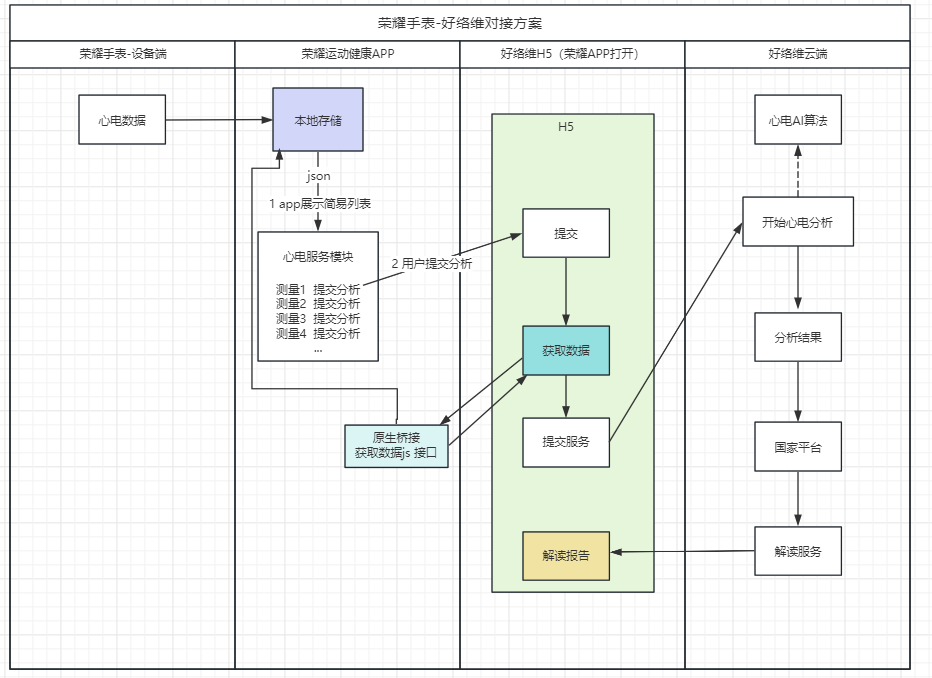 荣耀手表-好络维对接方案
荣耀手表-设备端
荣耀运动健康APP
好络维H5（荣耀APP打开）
好络维云端
心电数据
本地存储
json
1 app展示简易列表
心电服务模块
测量1 提交分析
测量2 提交分析
测量3 提交分析
测量4 提交分析
...
2 用户提交分析
原生桥接
获取数据js 接口
H5
提交
获取数据
提交服务
解读报告
心电AI算法
开始心电分析
分析结果
国家平台
解读服务